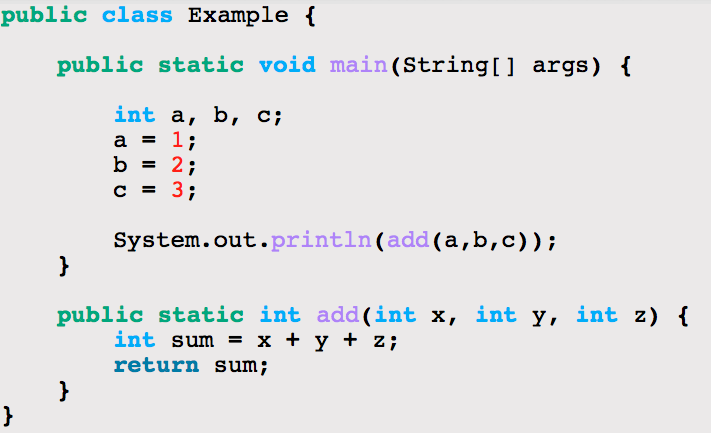 public class Example {
public static void main(String[] args) {
int a, b, c;
a = 1;
b = 2;
c = 3;
System.out.println(add(a,b,c));
}
public static int add(int x, int y, int z) {
int sum = x + y + z;
return sum;
}
}